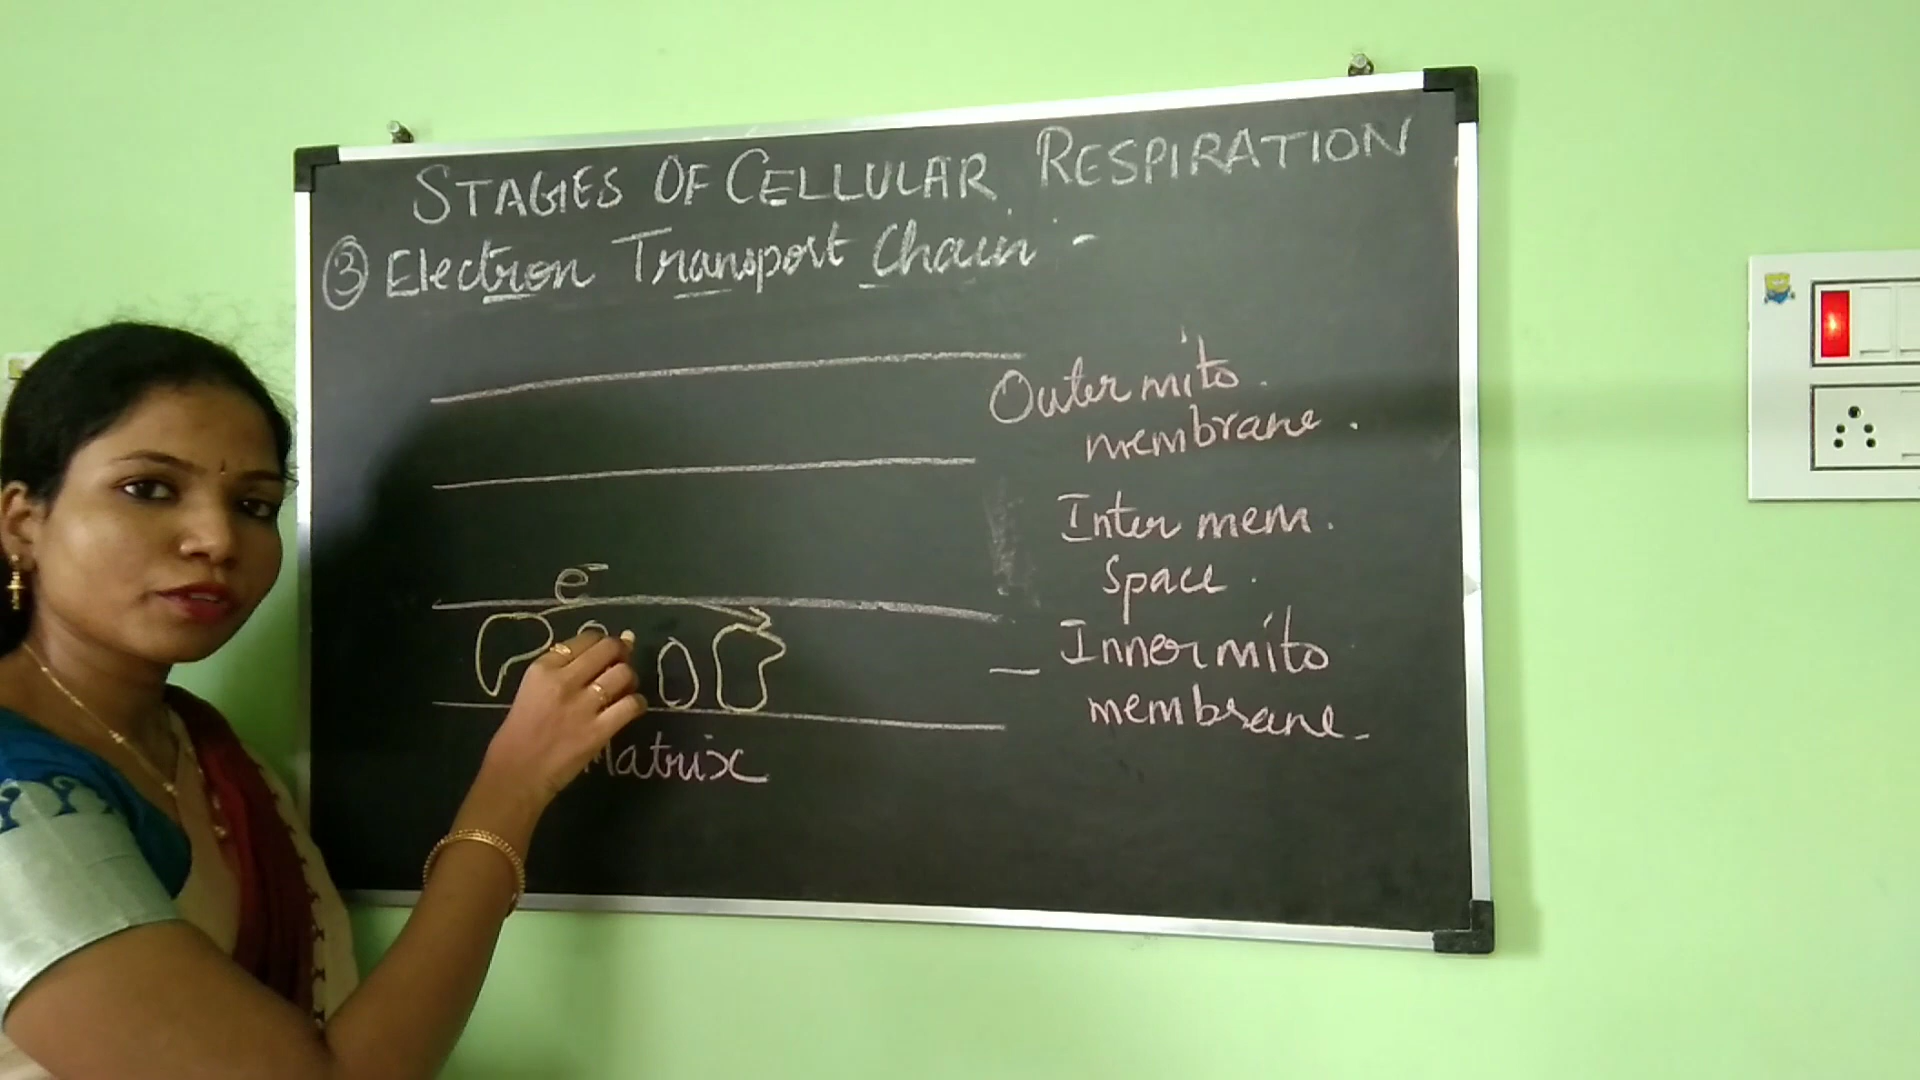 STAGES OF CELLULAR RESPIRATION
③ Electron Transport Chain -
Outer mito.
membrane.
Inter mem.
Space.
e⁻
Inner mito
membrane.
Matrix